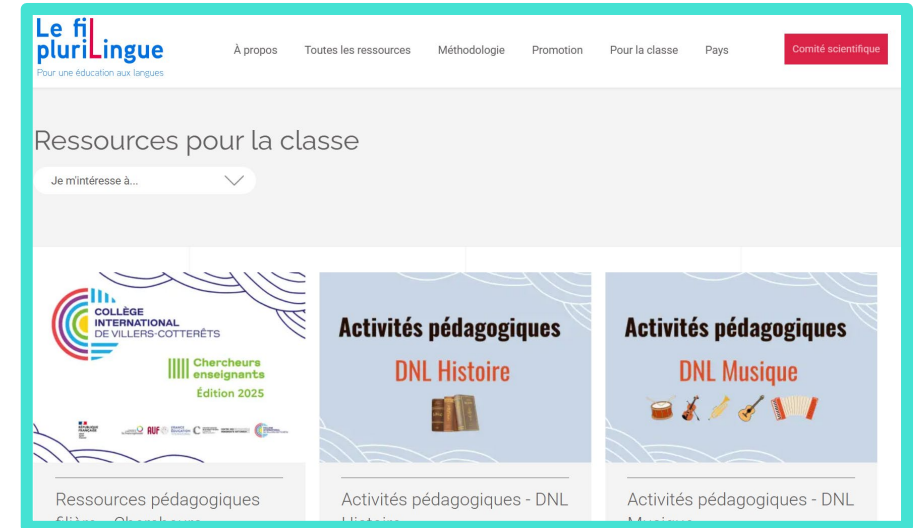 Le fil
pluriLingue
Pour une éducation aux langues
À propos
Toutes les ressources
Méthodologie
Promotion
Pour la classe
Pays
Comité scientifique
Ressources pour la classe
Je m'intéresse à...
COLLÈGE
INTERNATIONAL
DE VILLERS-COTTERÊTS
Chercheurs
enseignants
Édition 2025
AUF
Activités pédagogiques
DNL Histoire
Activités pédagogiques
DNL Musique
Ressources pédagogiques
Activités pédagogiques - DNL
Activités pédagogiques - DNL